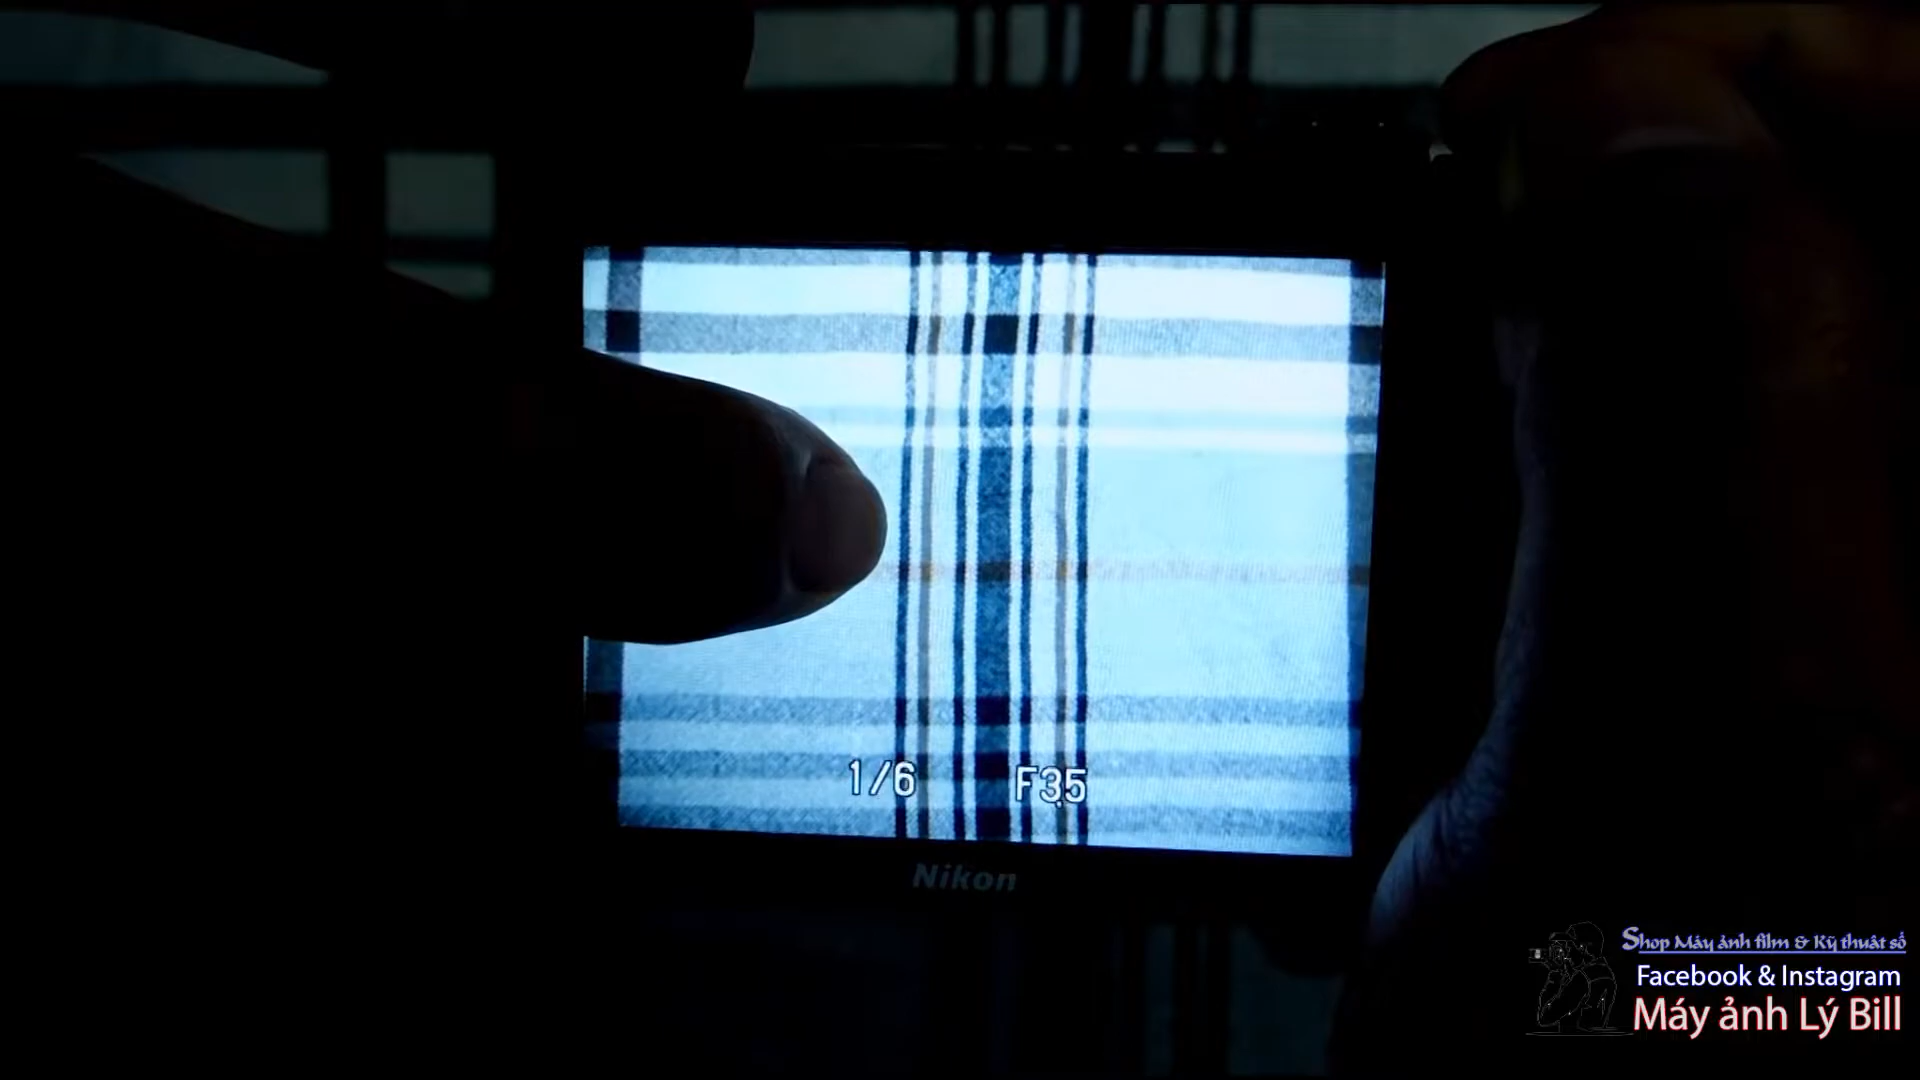 1/6 F3.5
Nikon
Shop Máy ảnh film & Kỹ thuật số
Facebook & Instagram
Máy ảnh Lý Bill